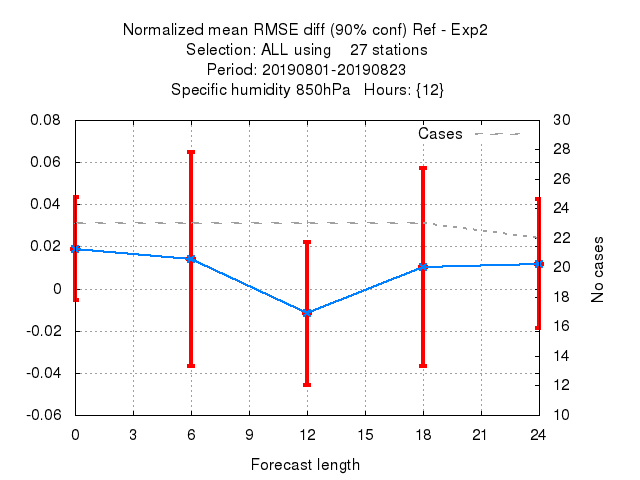 Normalized mean RMSE diff (90% conf) Ref - Exp2
Selection: ALL using    27 stations
Period: 20190801-20190823
Specific humidity 850hPa   Hours: {12}
Cases
0.08
0.06
0.04
0.02
0
-0.02
-0.04
-0.06
30
28
26
24
22
20
18
16
14
12
10
No cases
0 3 6 9 12 15 18 21 24
Forecast length